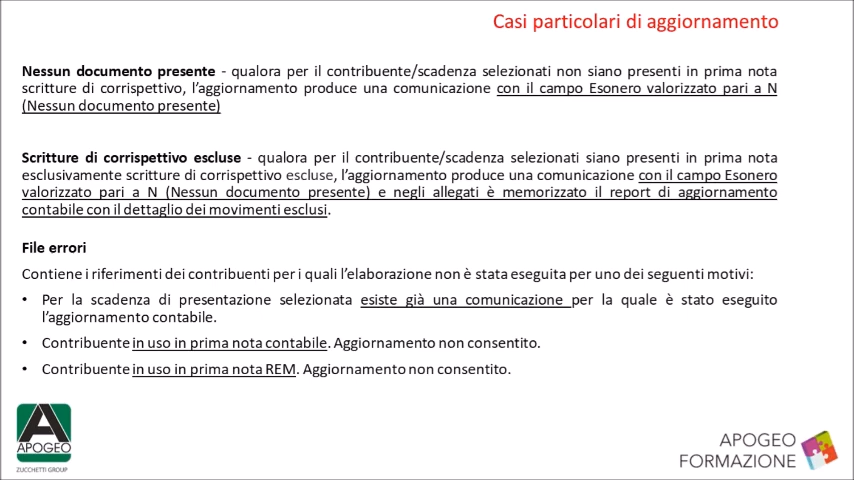 Casi particolari di aggiornamento
Nessun documento presente - qualora per il contribuente/scadenza selezionati non siano presenti in prima nota
scritture di corrispettivo, l'aggiornamento produce una comunicazione con il campo Esonero valorizzato pari a N
(Nessun documento presente)
Scritture di corrispettivo escluse - qualora per il contribuente/scadenza selezionati siano presenti in prima nota
esclusivamente scritture di corrispettivo escluse, l'aggiornamento produce una comunicazione con il campo Esonero
valorizzato pari a N (Nessun documento presente) e negli allegati è memorizzato il report di aggiornamento
contabile con il dettaglio dei movimenti esclusi.
File errori
Contiene i riferimenti dei contribuenti per i quali l'elaborazione non è stata eseguita per uno dei seguenti motivi:
• Per la scadenza di presentazione selezionata esiste già una comunicazione per la quale è stato eseguito
l'aggiornamento contabile.
• Contribuente in uso in prima nota contabile. Aggiornamento non consentito.
• Contribuente in uso in prima nota REM. Aggiornamento non consentito.
APOGEO
ZUCCHETTI GROUP
APOGEO
FORMAZIONE